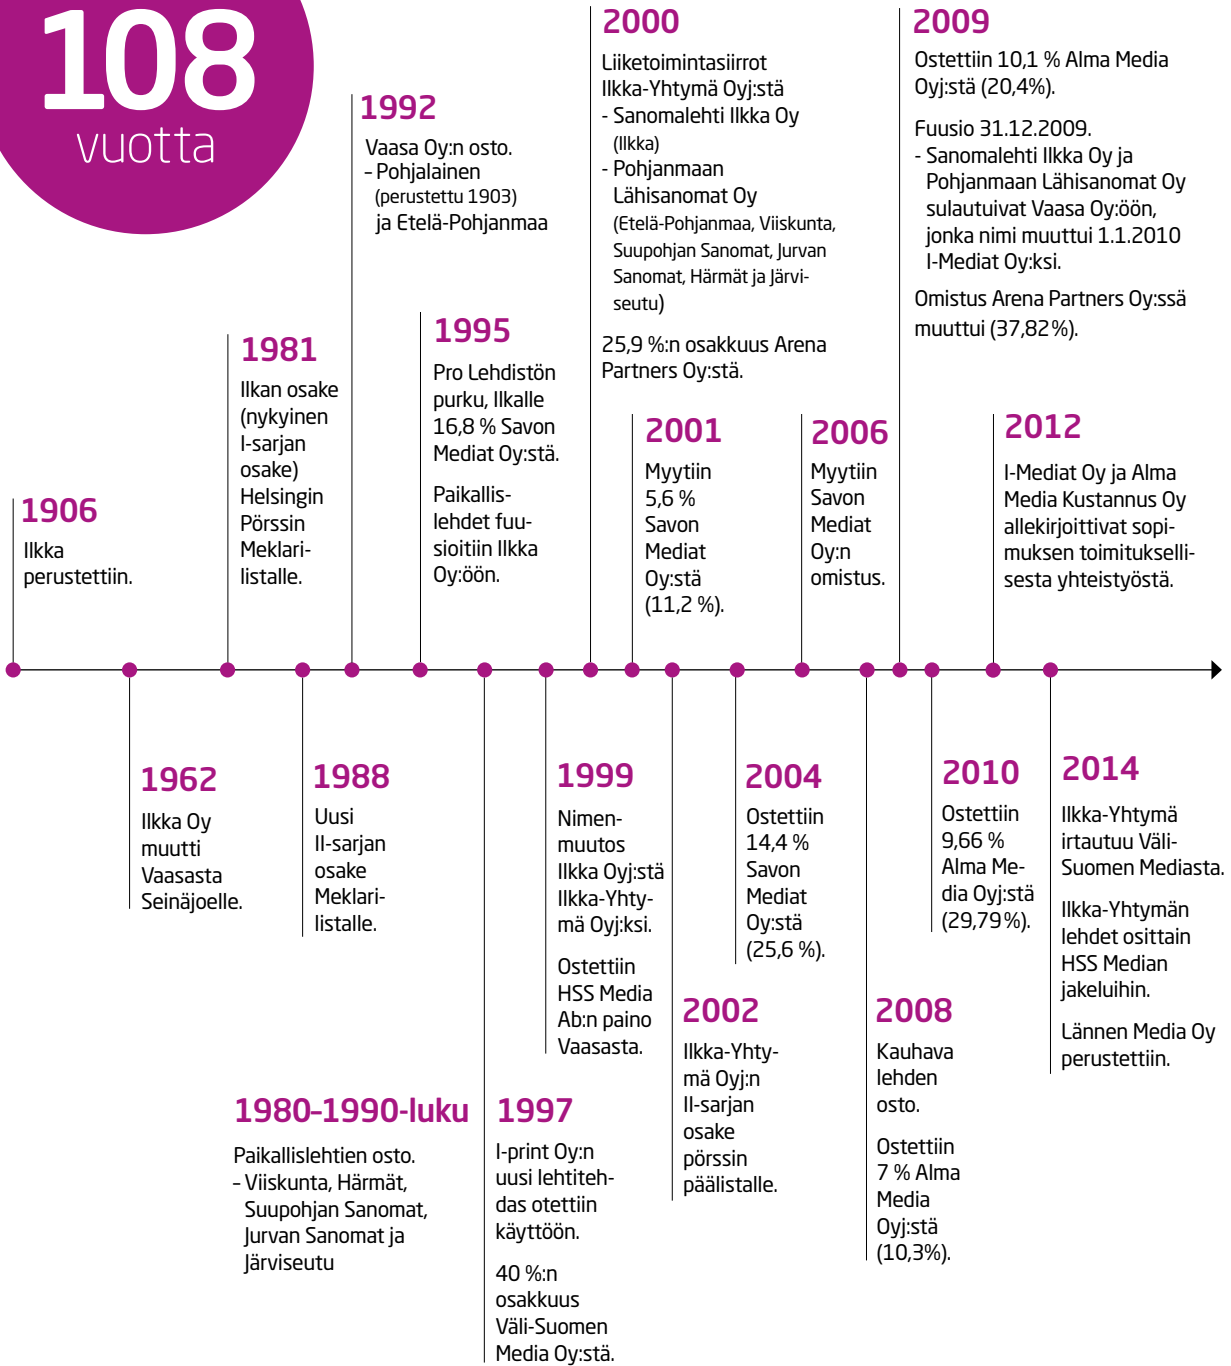 108
vuotta
1906
Ilkka
perustettiin.
1962
Ilkka Oy
muutti
Vaasasta
Seinäjoelle.
1981
Ilkan osake
(nykyinen
I-sarjan
osake)
Helsingin
Pörssin
Meklari-
listalle.
1988
Uusi
II-sarjan
osake
Meklari-
listalle.
1980–1990-luku
Paikallislehtien osto.
– Viiskunta, Härmät,
Suupohjan Sanomat,
Jurvan Sanomat ja
Järviseutu
1992
Vaasa Oy:n osto.
– Pohjalainen
(perustettu 1903)
ja Etelä-Pohjanmaa
1995
Pro Lehdistön
purku, Ilkalle
16,8 % Savon
Mediat Oy:stä.
Paikallis-
lehdet fuu-
sioitiin Ilkka
Oy:öön.
1997
I-print Oy:n
uusi lehtiteh-
das otettiin
käyttöön.
40 %:n
osakkuus
Väli-Suomen
Media Oy:stä.
1999
Nimen-
muutos
Ilkka Oyj:stä
Ilkka-Yhty-
mä Oyj:ksi.
Ostettiin
HSS Media
Ab:n paino
Vaasasta.
2000
Liiketoimintasiirrot
Ilkka-Yhtymä Oyj:stä
- Sanomalehti Ilkka Oy
(Ilkka)
- Pohjanmaan
Lähisanomat Oy
(Etelä-Pohjanmaa, Viiskunta,
Suupohjan Sanomat, Jurvan
Sanomat, Härmät ja Järvi-
seutu)
25,9 %:n osakkuus Arena
Partners Oy:stä.
2001
Myytiin
5,6 %
Savon
Mediat
Oy:stä
(11,2 %).
2002
Ilkka-Yhty-
mä Oyj:n
II-sarjan
osake
pörssin
päälistalle.
2004
Ostettiin
14,4 %
Savon
Mediat
Oy:stä
(25,6 %).
2006
Myytiin
Savon
Mediat
Oy:n
omistus.
2008
Kauhava
lehden
osto.
Ostettiin
7 % Alma
Media
Oyj:stä
(10,3%).
2009
Ostettiin 10,1 % Alma Media
Oyj:stä (20,4%).
Fuusio 31.12.2009.
- Sanomalehti Ilkka Oy ja
Pohjanmaan Lähisanomat Oy
sulautuivat Vaasa Oy:öön,
jonka nimi muuttui 1.1.2010
I-Mediat Oy:ksi.
Omistus Arena Partners Oy:ssä
muuttui (37,82%).
2010
Ostettiin
9,66 %
Alma Me-
dia Oyj:stä
(29,79%).
2012
I-Mediat Oy ja Alma
Media Kustannus Oy
allekirjoittivat sopi-
muksen toimituksellí-
sesta yhteistyöstä.
2014
Ilkka-Yhtymä
irtautuu Väli-
Suomen Mediasta.
Ilkka-Yhtymän
lehdet osittain
HSS Median
jakeluihin.
Lännen Media Oy
perustettiin.